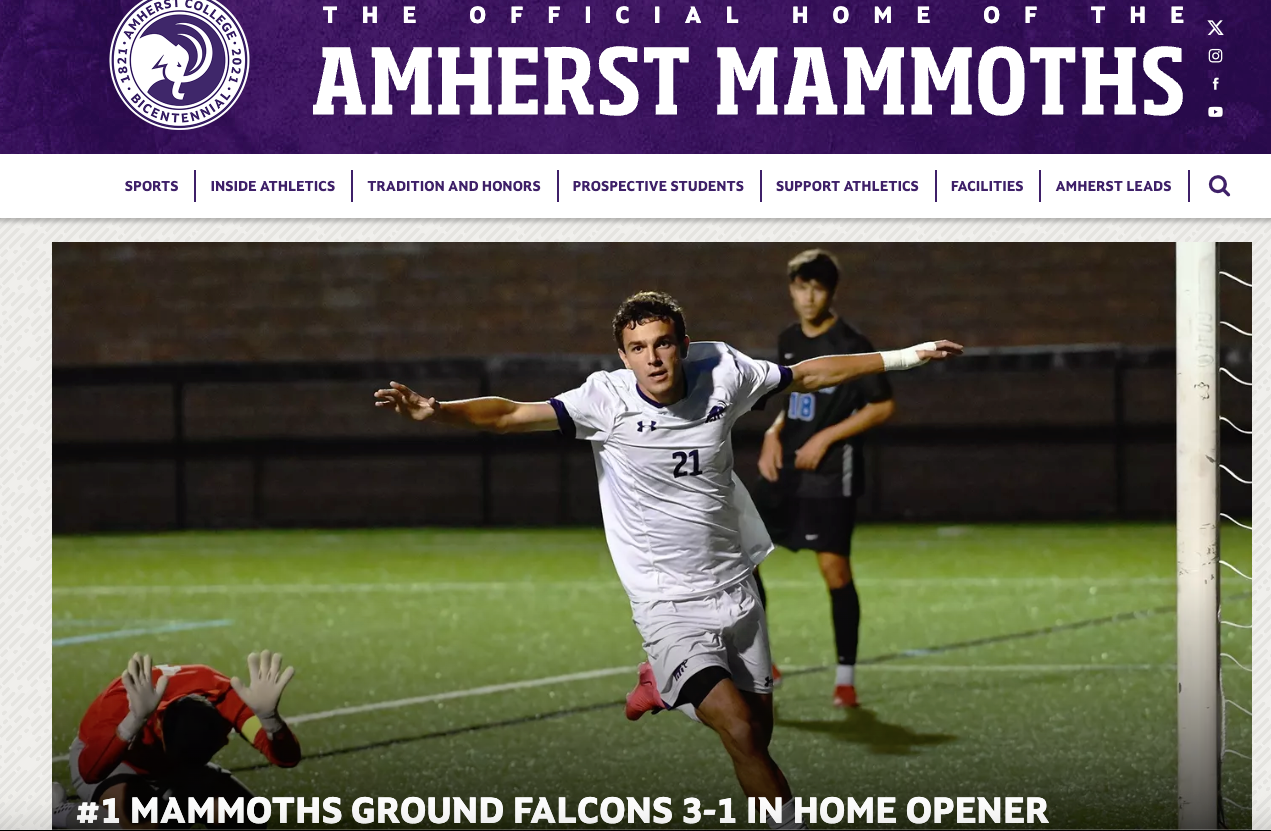 THE OFFICIAL HOME OF THE
AMHERST COLLEGE
1821 · BICENTENNIAL · 2021
AMHERST MAMMOTHS
SPORTS
INSIDE ATHLETICS
TRADITION AND HONORS
PROSPECTIVE STUDENTS
SUPPORT ATHLETICS
FACILITIES
AMHERST LEADS
18
21
#1 MAMMOTHS GROUND FALCONS 3-1 IN HOME OPENER